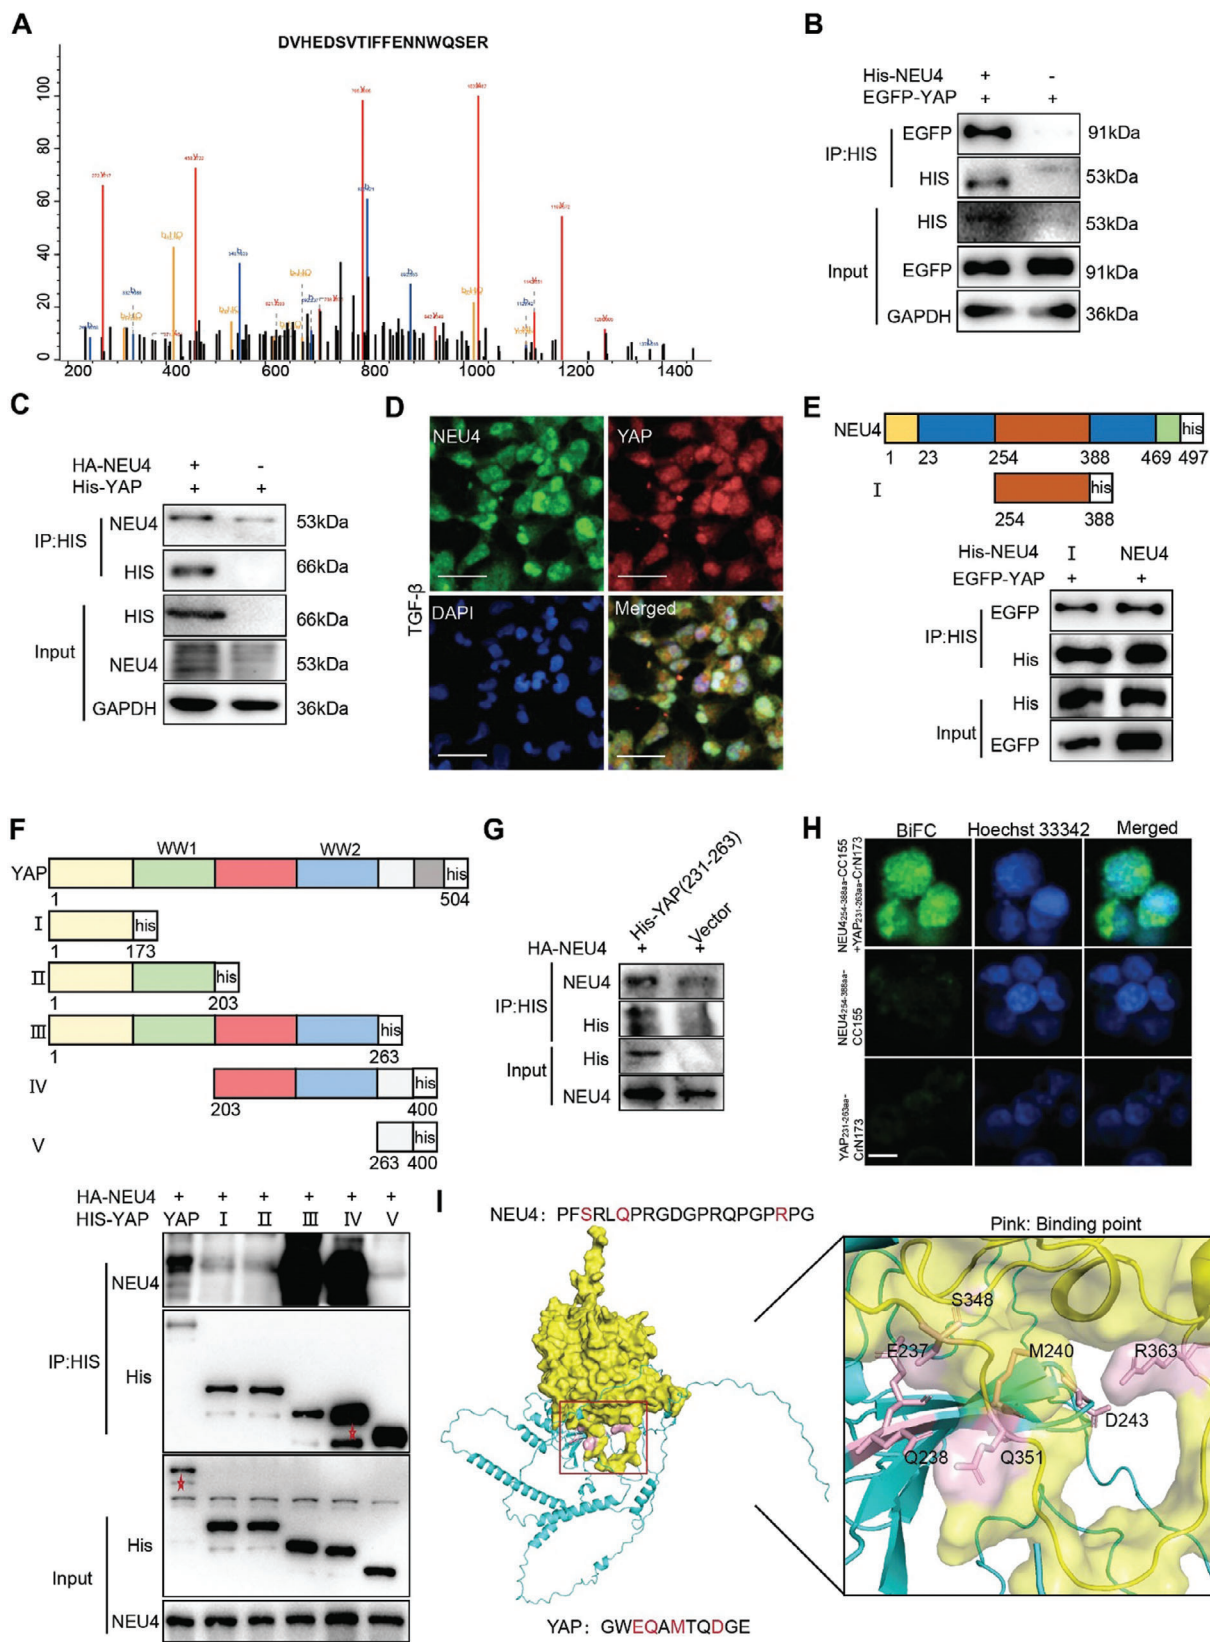 A
DVHEDSVTIFFENNWQSER
100
80
60
40
20
0
200 400 600 800 1000 1200 1400
B
His-NEU4 + -
EGFP-YAP + +
IP:HIS
EGFP 91kDa
HIS 53kDa
Input
HIS 53kDa
EGFP 91kDa
GAPDH 36kDa
C
HA-NEU4 + -
His-YAP + +
IP:HIS
NEU4 53kDa
HIS 66kDa
Input
HIS 66kDa
NEU4 53kDa
GAPDH 36kDa
D
TGF-β
NEU4 YAP
DAPI Merged
E
NEU4 his
1 23 254 388 469 497
I his
254 388
His-NEU4 I NEU4
EGFP-YAP + +
IP:HIS
EGFP
His
Input
His
EGFP
F
WW1 WW2
YAP his
1 504
I his
1 173
II his
1 203
III his
1 263
IV his
203 400
V his
263 400
HA-NEU4 + + + + + +
HIS-YAP YAP I II III IV V
IP:HIS
NEU4
His
Input
His
NEU4
G
His-YAP(231-263) Vector
HA-NEU4 + +
IP:HIS
NEU4
His
Input
His
NEU4
H
BiFC Hoechst 33342 Merged
NEU4254-388aa-CC155
+YAP231-263aa-CrN173
NEU4254-388aa-
CC155
YAP231-263aa-
CrN173
I
NEU4: PFSRLQPRGDGPRQPGPRPG
Pink: Binding point
S348
E237 M240 R363
D243
Q238 Q351
YAP: GWEQAMTQDGE